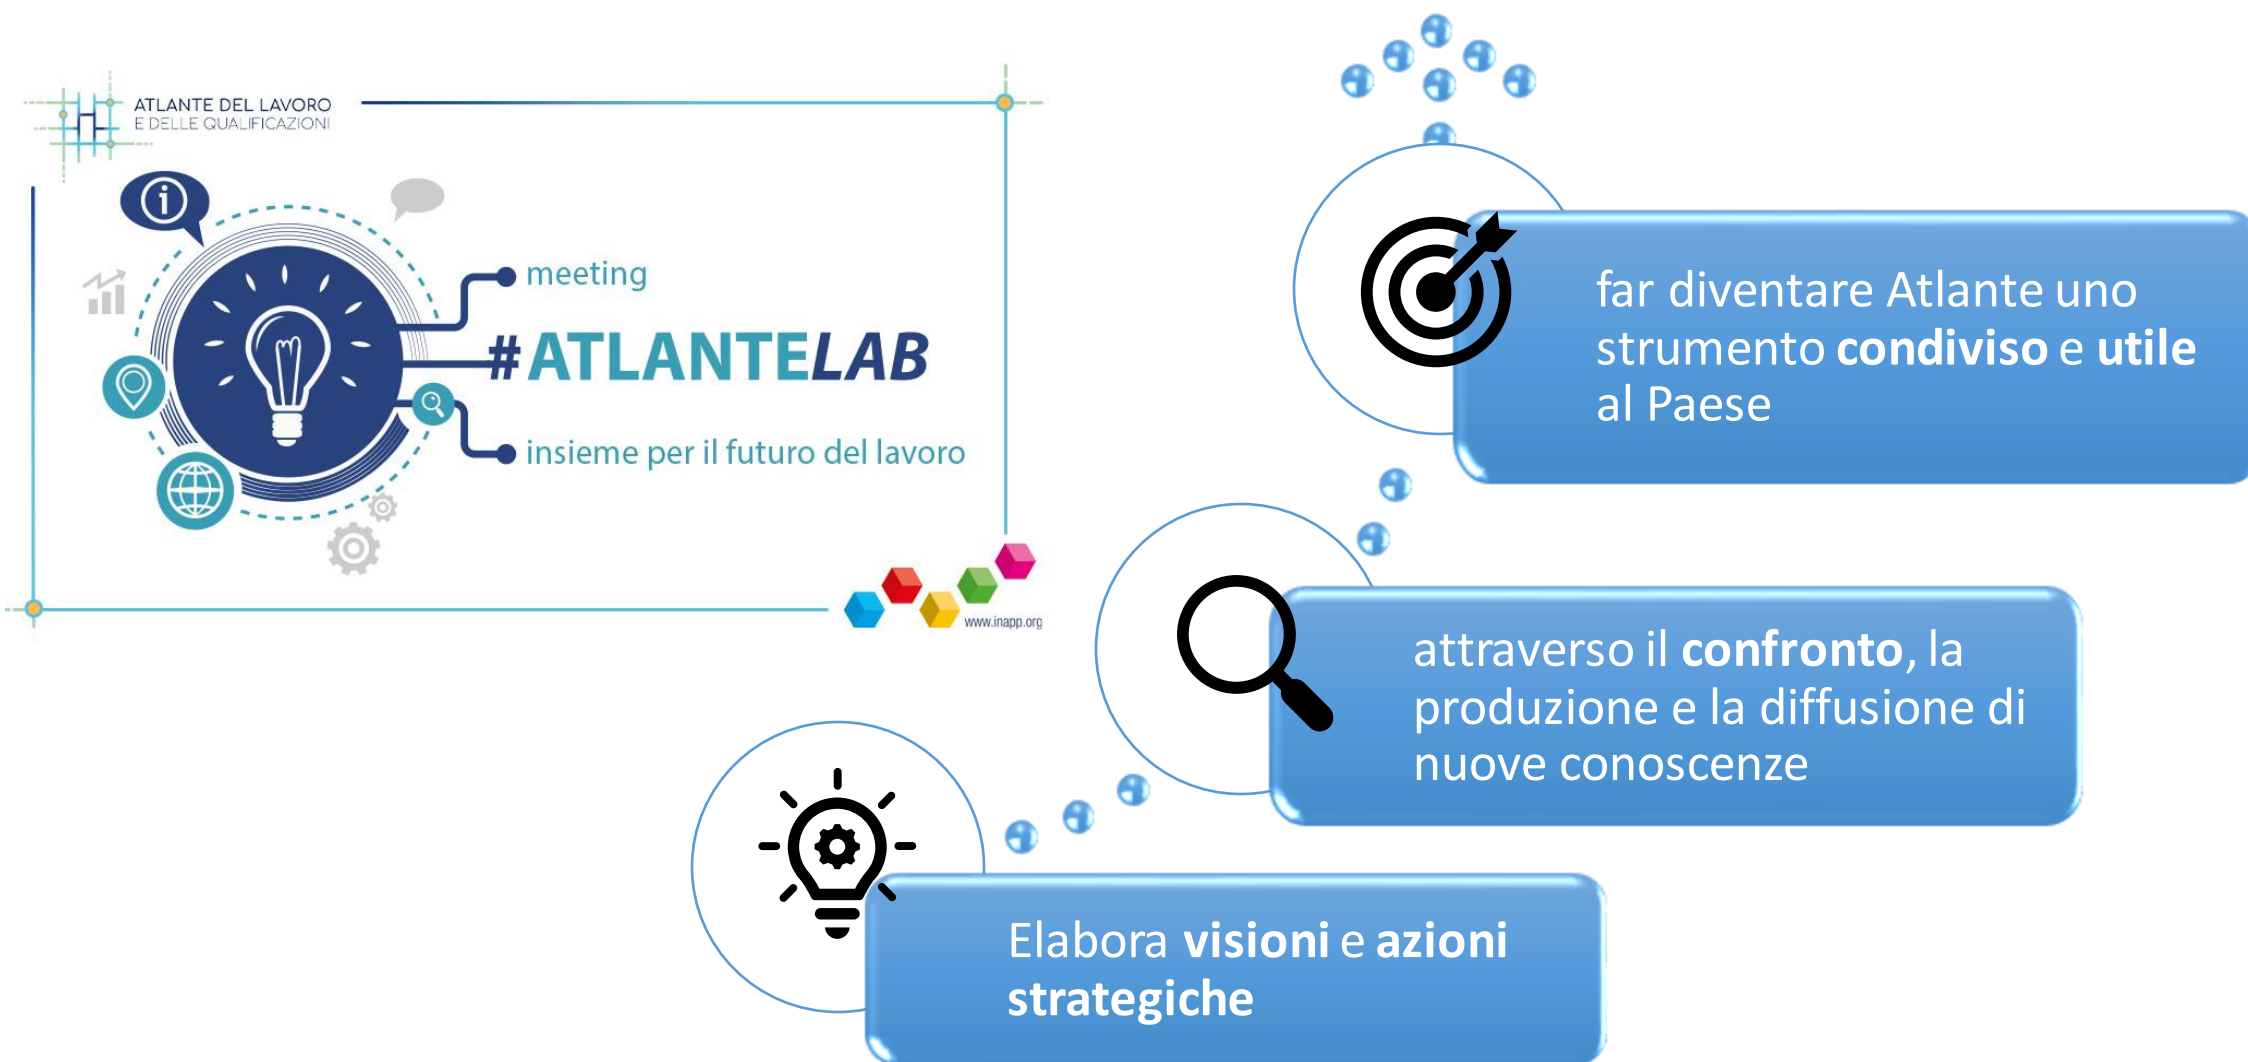 ATLANTE DEL LAVORO
E DELLE QUALIFICAZIONI
meeting
#ATLANTELAB
insieme per il futuro del lavoro
www.inapp.org
far diventare Atlante uno
strumento condiviso e utile
al Paese
attraverso il confronto, la
produzione e la diffusione di
nuove conoscenze
Elabora visioni e azioni
strategiche